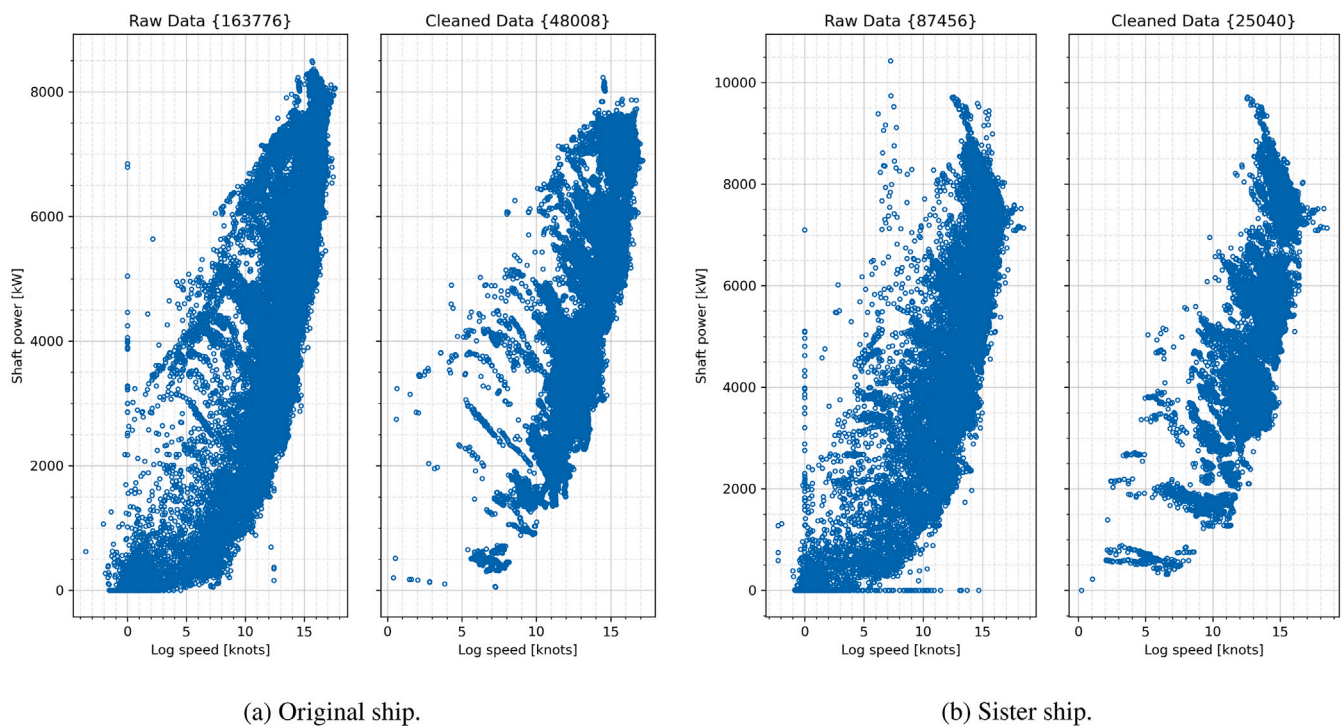 Raw Data {163776}
Cleaned Data {48008}
Raw Data {87456}
Cleaned Data {25040}
Shaft power [kW]
8000
6000
4000
2000
0
0 5 10 15
Log speed [knots]
0 5 10 15
Log speed [knots]
Shaft power [kW]
10000
8000
6000
4000
2000
0
0 5 10 15
Log speed [knots]
0 5 10 15
Log speed [knots]
(a) Original ship.
(b) Sister ship.